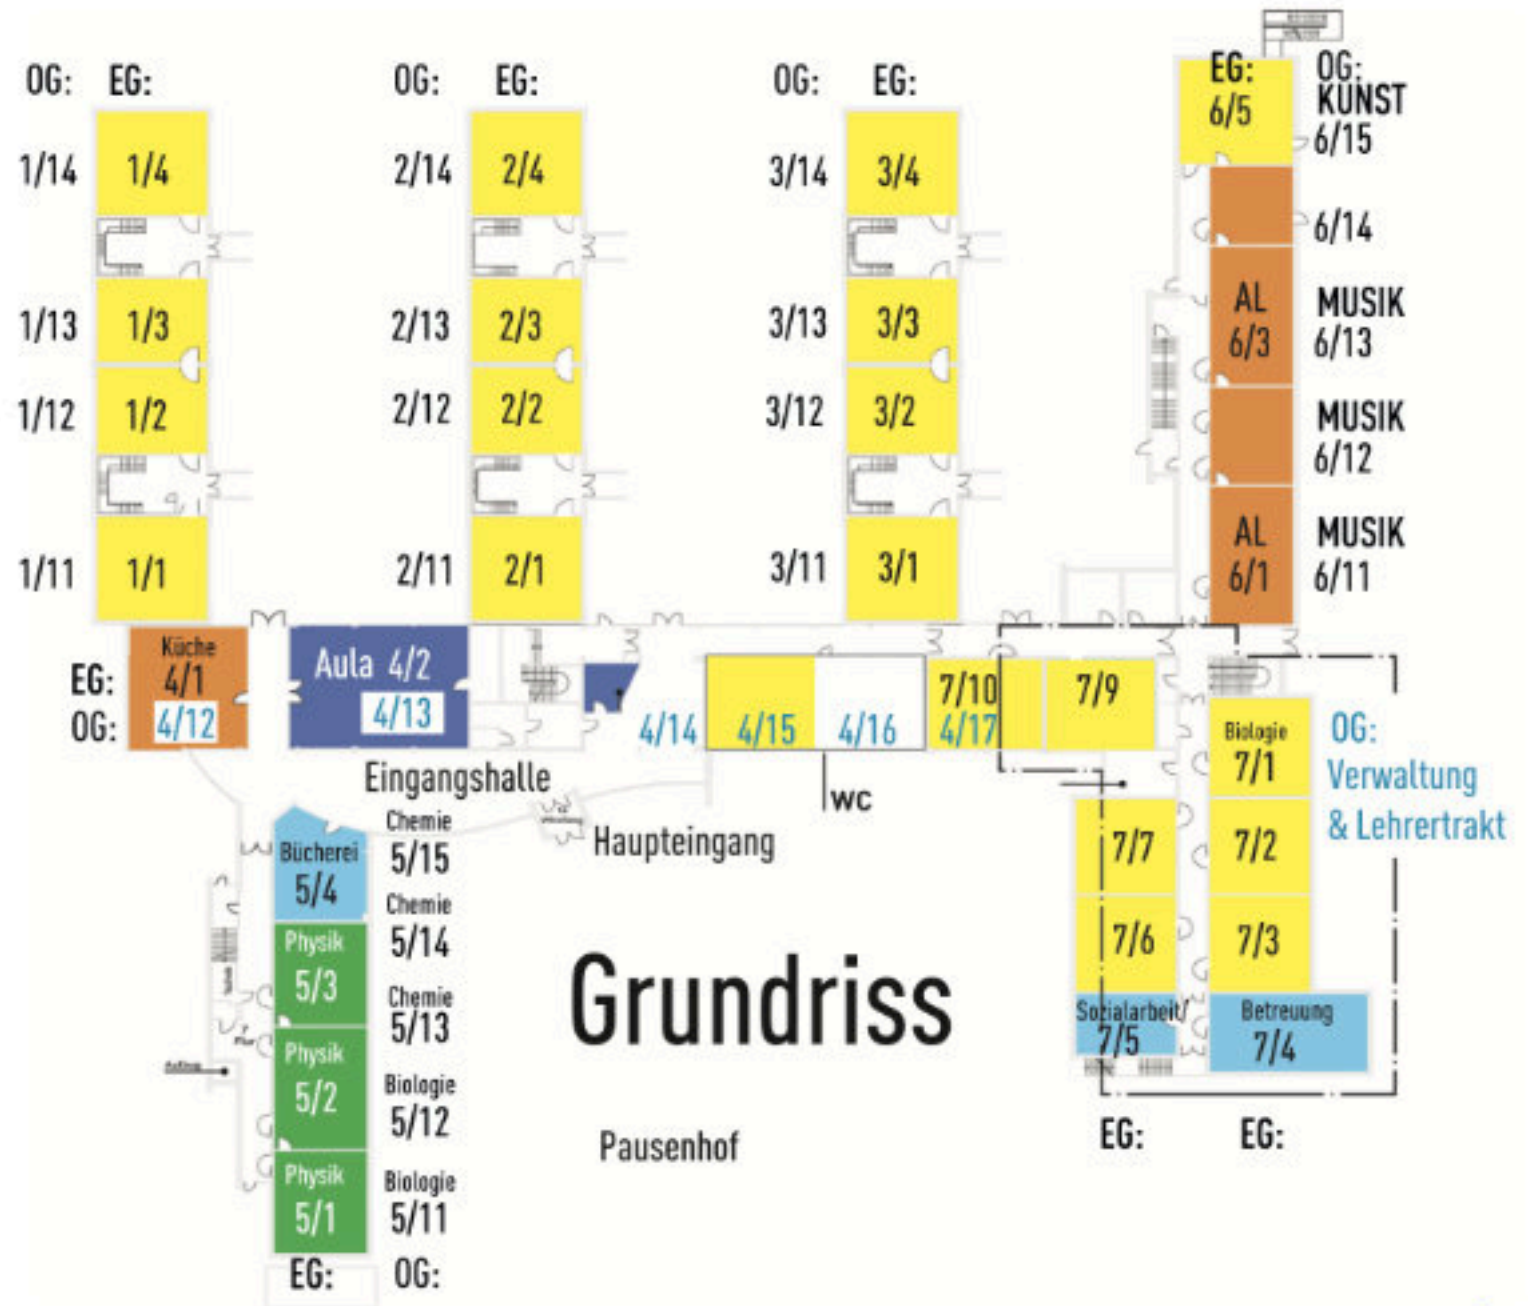 OG: EG:
OG: EG:
OG: EG:
EG:
6/5
OG:
KUNST
6/15
1/14 1/4
2/14 2/4
3/14 3/4
6/14
1/13 1/3
2/13 2/3
3/13 3/3
AL
6/3
MUSIK
6/13
1/12 1/2
2/12 2/2
3/12 3/2
MUSIK
6/12
1/11 1/1
2/11 2/1
3/11 3/1
AL
6/1
MUSIK
6/11
EG:
OG:
Küche
4/1
4/12
Aula 4/2
4/13
4/14
4/15
4/16
7/10
4/17
7/9
Biologie
7/1
OG:
Verwaltung
& Lehrertrakt
Eingangshalle
WC
Haupteingang
Bücherei
5/4
Chemie
5/15
Chemie
5/14
7/7
7/2
Physik
5/3
Chemie
5/13
Grundriss
7/6
7/3
Sozialarbeit/
7/5
Betreuung
7/4
Physik
5/2
Biologie
5/12
Pausenhof
EG:
EG:
Physik
5/1
Biologie
5/11
EG:
OG: